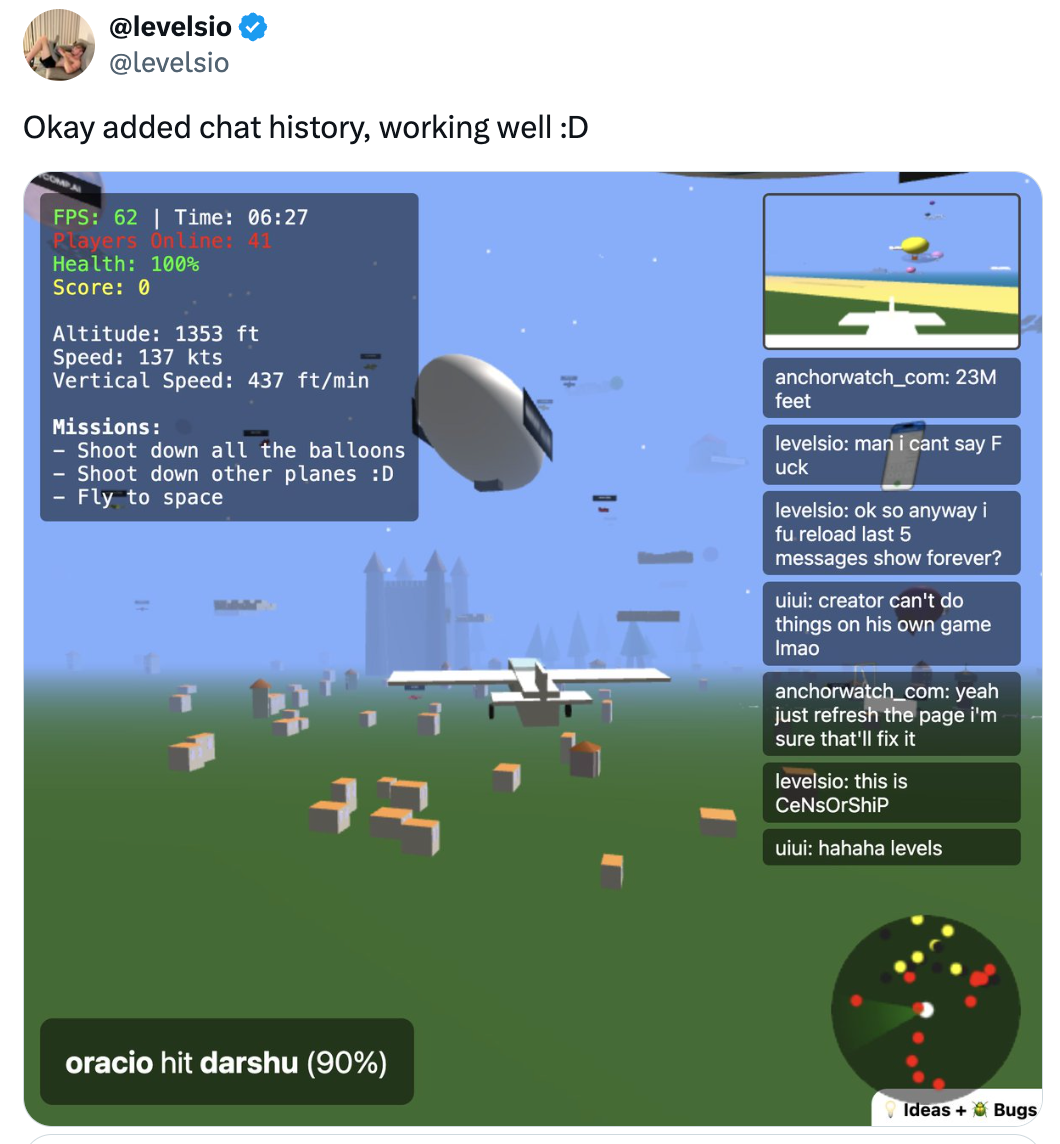 @levelsio
@levelsio
Okay added chat history, working well :D
COMP.AI
FPS: 62 | Time: 06:27
Players Online: 41
Health: 100%
Score: 0
Altitude: 1353 ft
Speed: 137 kts
Vertical Speed: 437 ft/min
Missions:
– Shoot down all the balloons
– Shoot down other planes :D
– Fly to space
anchorwatch_com: 23M
feet
levelsio: man i cant say F
uck
levelsio: ok so anyway i
fu reload last 5
messages show forever?
uiui: creator can't do
things on his own game
lmao
anchorwatch_com: yeah
just refresh the page i'm
sure that'll fix it
levelsio: this is
CeNsOrShiP
uiui: hahaha levels
oracio hit darshu (90%)
💡 Ideas + 🪲 Bugs